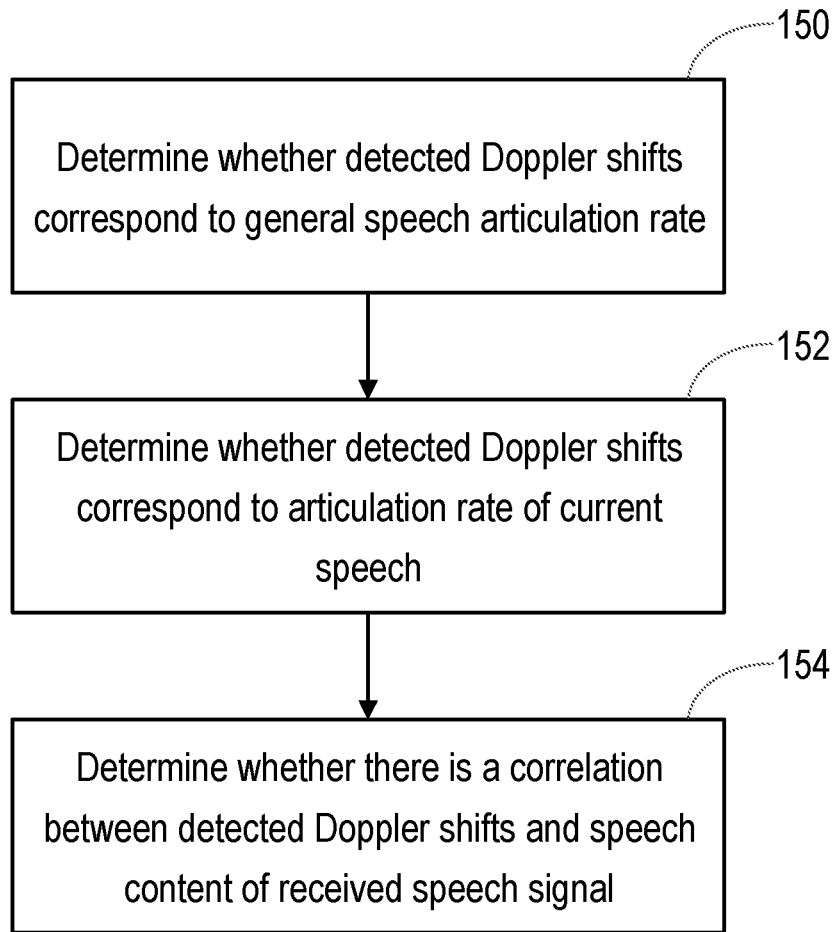 150
Determine whether detected Doppler shifts
correspond to general speech articulation rate
152
Determine whether detected Doppler shifts
correspond to articulation rate of current
speech
154
Determine whether there is a correlation
between detected Doppler shifts and speech
content of received speech signal